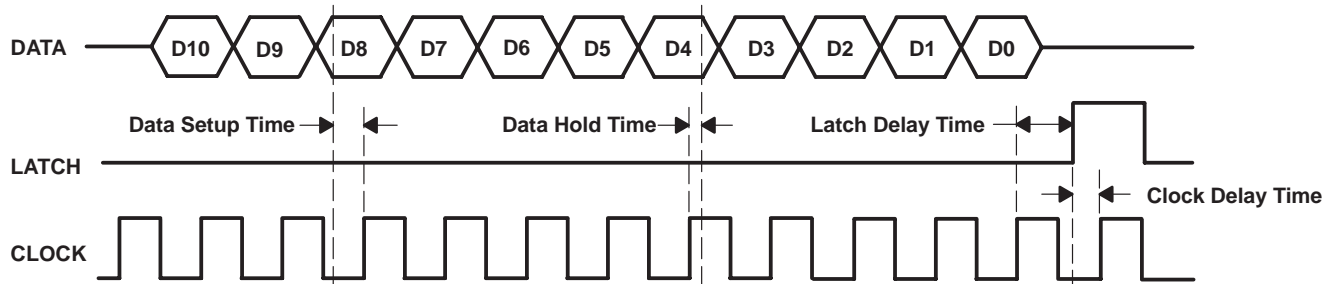 DATA D10 D9 D8 D7 D6 D5 D4 D3 D2 D1 D0
Data Setup Time Data Hold Time Latch Delay Time
LATCH
Clock Delay Time
CLOCK